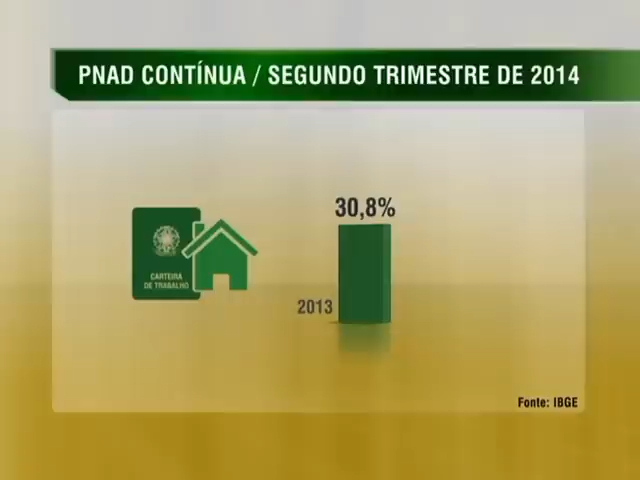 PNAD CONTÍNUA / SEGUNDO TRIMESTRE DE 2014
30,8%
CARTEIRA
DE TRABALHO
2013
Fonte: IBGE